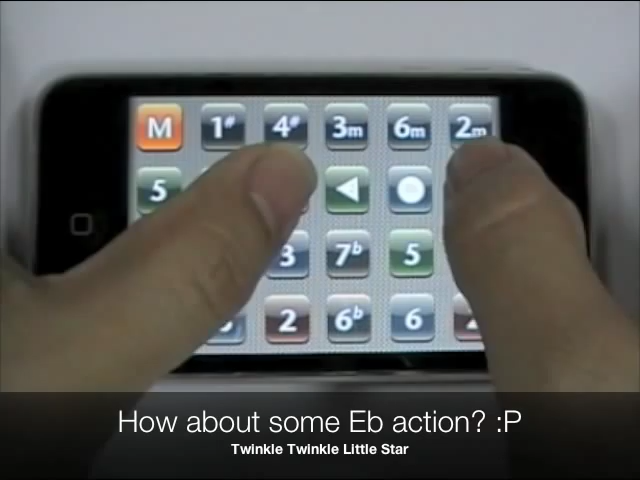 M 1# 4# 3m 6m 2m
5
3 7b 5
2 6b 6
How about some Eb action? :P
Twinkle Twinkle Little Star